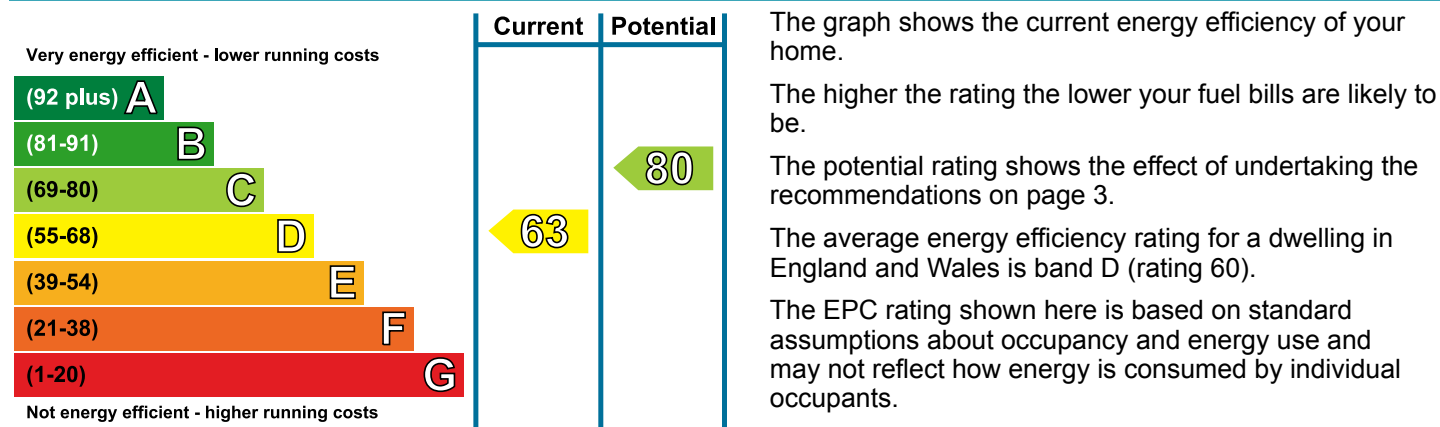 Current Potential
Very energy efficient - lower running costs
(92 plus) A
(81-91) B
(69-80) C
(55-68) D
(39-54) E
(21-38) F
(1-20) G
Not energy efficient - higher running costs
63
80
The graph shows the current energy efficiency of your
home.
The higher the rating the lower your fuel bills are likely to
be.
The potential rating shows the effect of undertaking the
recommendations on page 3.
The average energy efficiency rating for a dwelling in
England and Wales is band D (rating 60).
The EPC rating shown here is based on standard
assumptions about occupancy and energy use and
may not reflect how energy is consumed by individual
occupants.